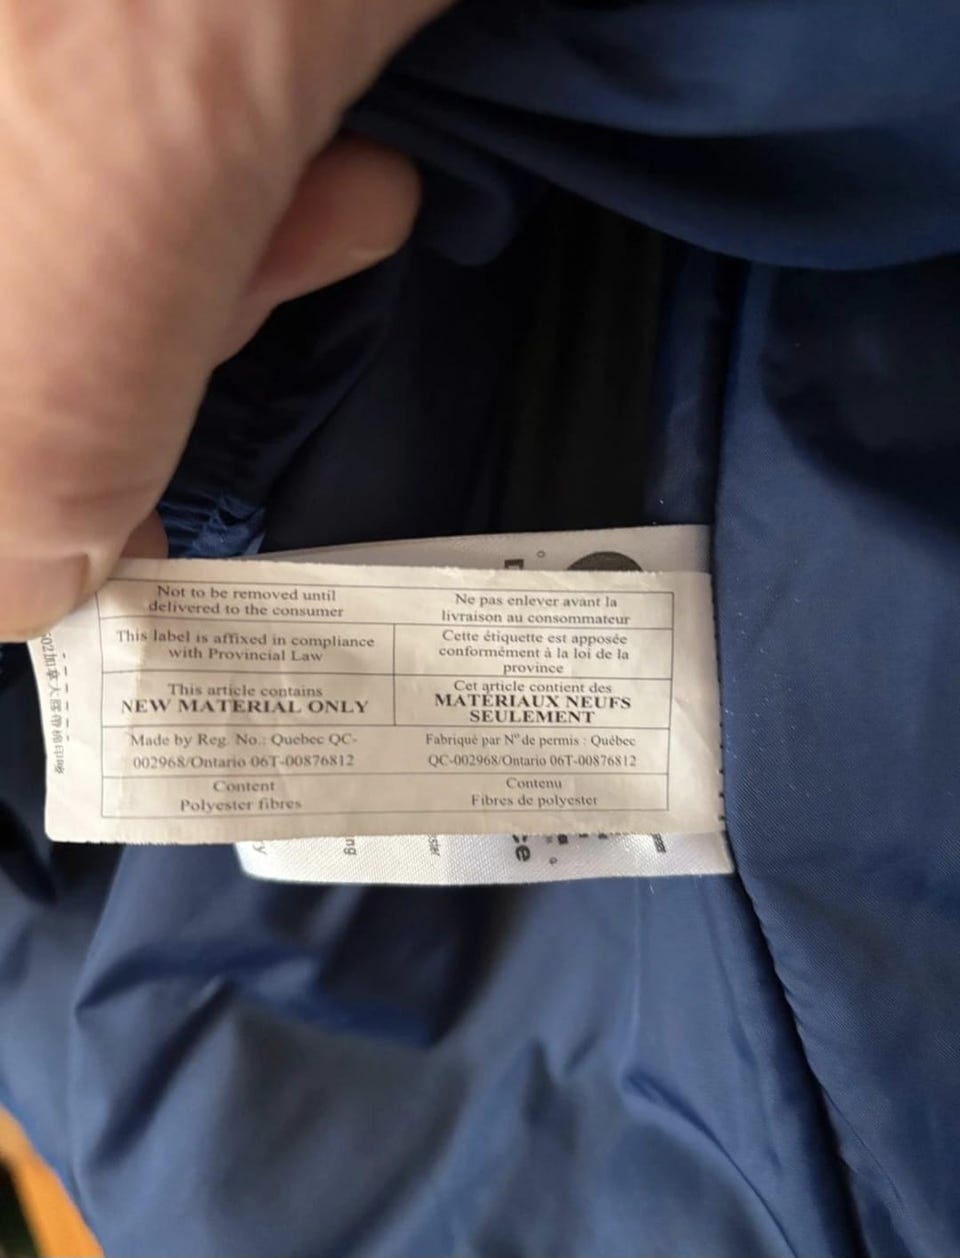 Not to be removed until
delivered to the consumer
Ne pas enlever avant la
livraison au consommateur
This label is affixed in compliance
with Provincial Law
Cette étiquette est apposée
conformément à la loi de la
province
This article contains
NEW MATERIAL ONLY
Cet article contient des
MATÉRIAUX NEUFS
SEULEMENT
Made by Reg. No.: Quebec QC-
002968/Ontario 06T-00876812
Fabriqué par N° de permis : Québec
QC-002968/Ontario 06T-00876812
Content
Polyester fibres
Contenu
Fibres de polyester